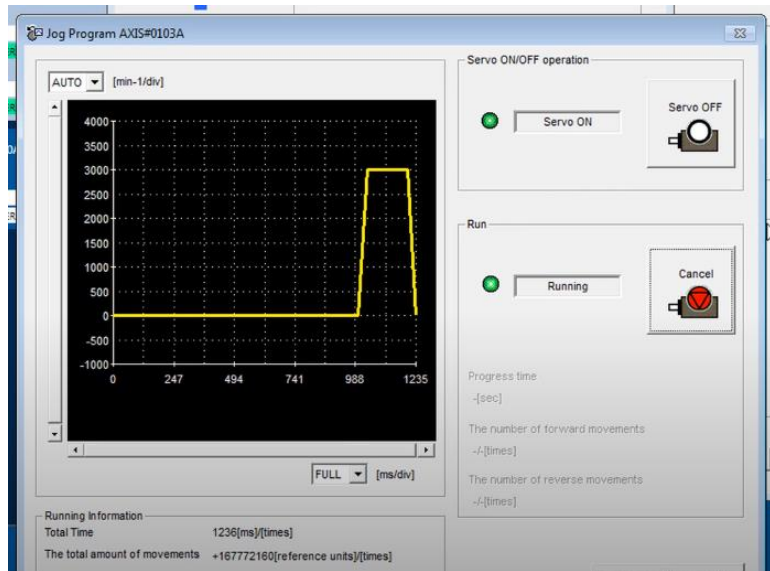 Jog Program AXIS#0103A
AUTO [min-1/div]
4000
3500
3000
2500
2000
1500
1000
500
0
-500
-1000
0 247 494 741 988 1235
FULL [ms/div]
Running Information
Total Time 1236[ms]/[times]
The total amount of movements +167772160[reference units]/[times]
Servo ON/OFF operation
Servo ON
Servo OFF
Run
Running
Cancel
Progress time
-[sec]
The number of forward movements
-/-[times]
The number of reverse movements
-/-[times]